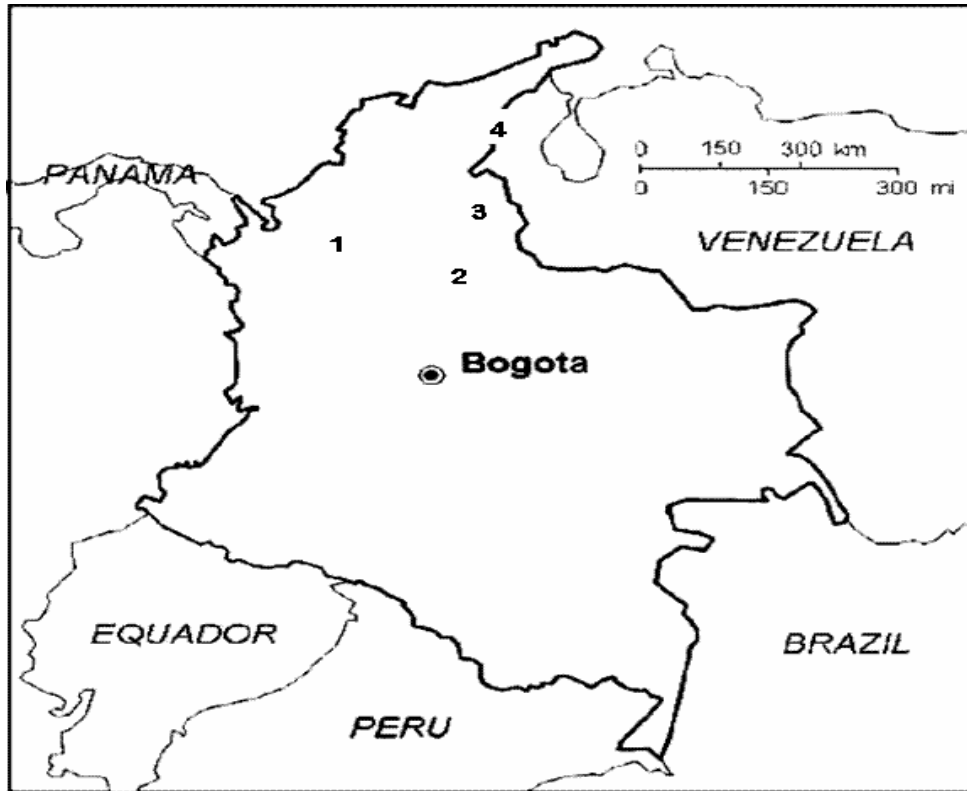 4
PANAMA
0 150 300 km
0 150 300 mi
3
1
VENEZUELA
2
Bogota
EQUADOR
BRAZIL
PERU